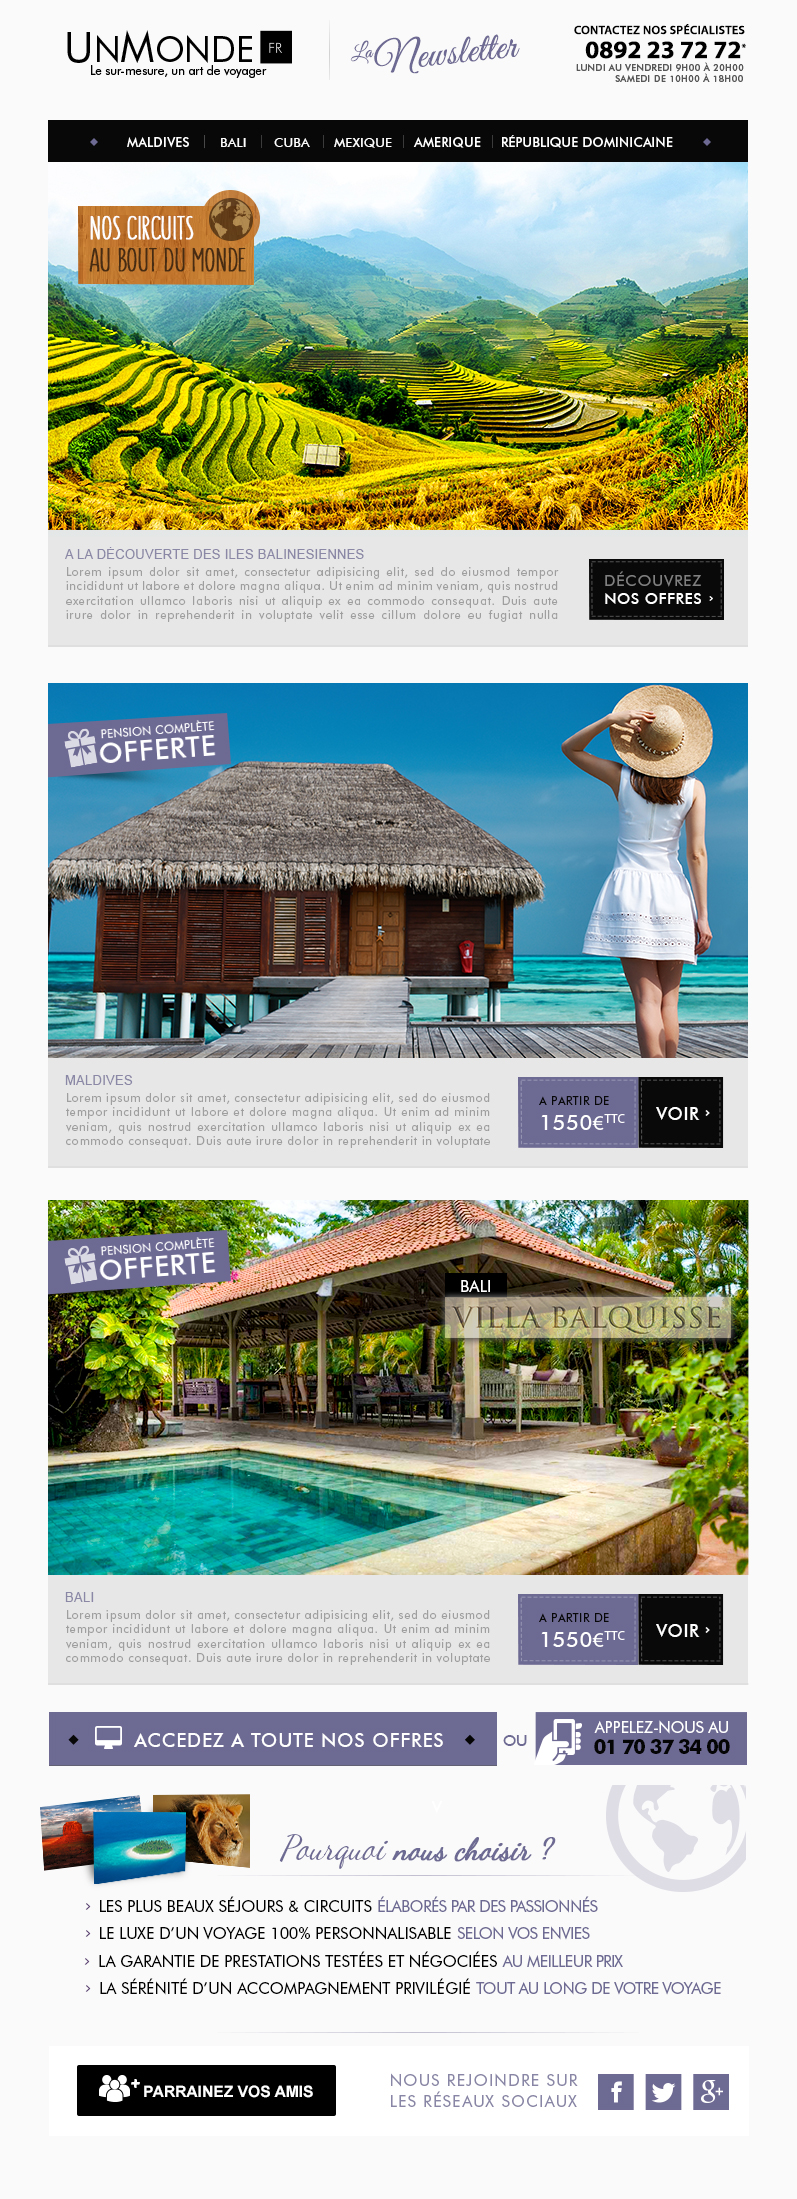 UNMONDE FR
Le sur-mesure, un art de voyager
La Newsletter
CONTACTEZ NOS SPÉCIALISTES
0892 23 72 72*
LUNDI AU VENDREDI 9H00 À 20H00
SAMEDI DE 10H00 À 18H00
MALDIVES BALI CUBA MEXIQUE AMERIQUE RÉPUBLIQUE DOMINICAINE
NOS CIRCUITS
AU BOUT DU MONDE
A LA DÉCOUVERTE DES ILES BALINESIENNES
Lorem ipsum dolor sit amet, consectetur adipisicing elit, sed do eiusmod tempor
incididunt ut labore et dolore magna aliqua. Ut enim ad minim veniam, quis nostrud
exercitation ullamco laboris nisi ut aliquip ex ea commodo consequat. Duis aute
irure dolor in reprehenderit in voluptate velit esse cillum dolore eu fugiat nulla
DÉCOUVREZ
NOS OFFRES ›
PENSION COMPLÈTE
OFFERTE
MALDIVES
Lorem ipsum dolor sit amet, consectetur adipisicing elit, sed do eiusmod
tempor incididunt ut labore et dolore magna aliqua. Ut enim ad minim
veniam, quis nostrud exercitation ullamco laboris nisi ut aliquip ex ea
commodo consequat. Duis aute irure dolor in reprehenderit in voluptate
A PARTIR DE
1550€TTC
VOIR ›
PENSION COMPLÈTE
OFFERTE
BALI
VILLA BALQUISSE
BALI
Lorem ipsum dolor sit amet, consectetur adipisicing elit, sed do eiusmod
tempor incididunt ut labore et dolore magna aliqua. Ut enim ad minim
veniam, quis nostrud exercitation ullamco laboris nisi ut aliquip ex ea
commodo consequat. Duis aute irure dolor in reprehenderit in voluptate
A PARTIR DE
1550€TTC
VOIR ›
ACCEDEZ A TOUTE NOS OFFRES
OU
APPELEZ-NOUS AU
01 70 37 34 00
Pourquoi nous choisir ?
› LES PLUS BEAUX SÉJOURS & CIRCUITS ÉLABORÉS PAR DES PASSIONNÉS
› LE LUXE D'UN VOYAGE 100% PERSONNALISABLE SELON VOS ENVIES
› LA GARANTIE DE PRESTATIONS TESTÉES ET NÉGOCIÉES AU MEILLEUR PRIX
› LA SÉRÉNITÉ D'UN ACCOMPAGNEMENT PRIVILÉGIÉ TOUT AU LONG DE VOTRE VOYAGE
PARRAINEZ VOS AMIS
NOUS REJOINDRE SUR
LES RÉSEAUX SOCIAUX